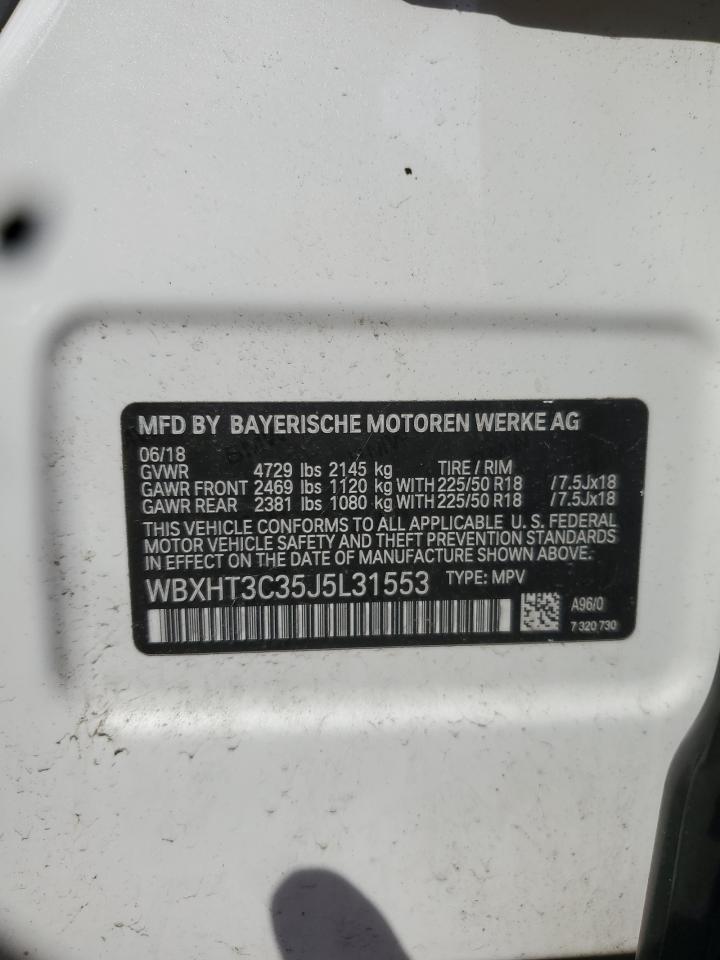 MFD BY BAYERISCHE MOTOREN WERKE AG
06/18
GVWR 4729 lbs 2145 kg TIRE / RIM
GAWR FRONT 2469 lbs 1120 kg WITH 225/50 R18 /7.5Jx18
GAWR REAR 2381 lbs 1080 kg WITH 225/50 R18 /7.5Jx18
THIS VEHICLE CONFORMS TO ALL APPLICABLE U. S. FEDERAL
MOTOR VEHICLE SAFETY AND THEFT PREVENTION STANDARDS
IN EFFECT ON THE DATE OF MANUFACTURE SHOWN ABOVE.
WBXHT3C35J5L31553 TYPE: MPV
A96/0
7 320 730